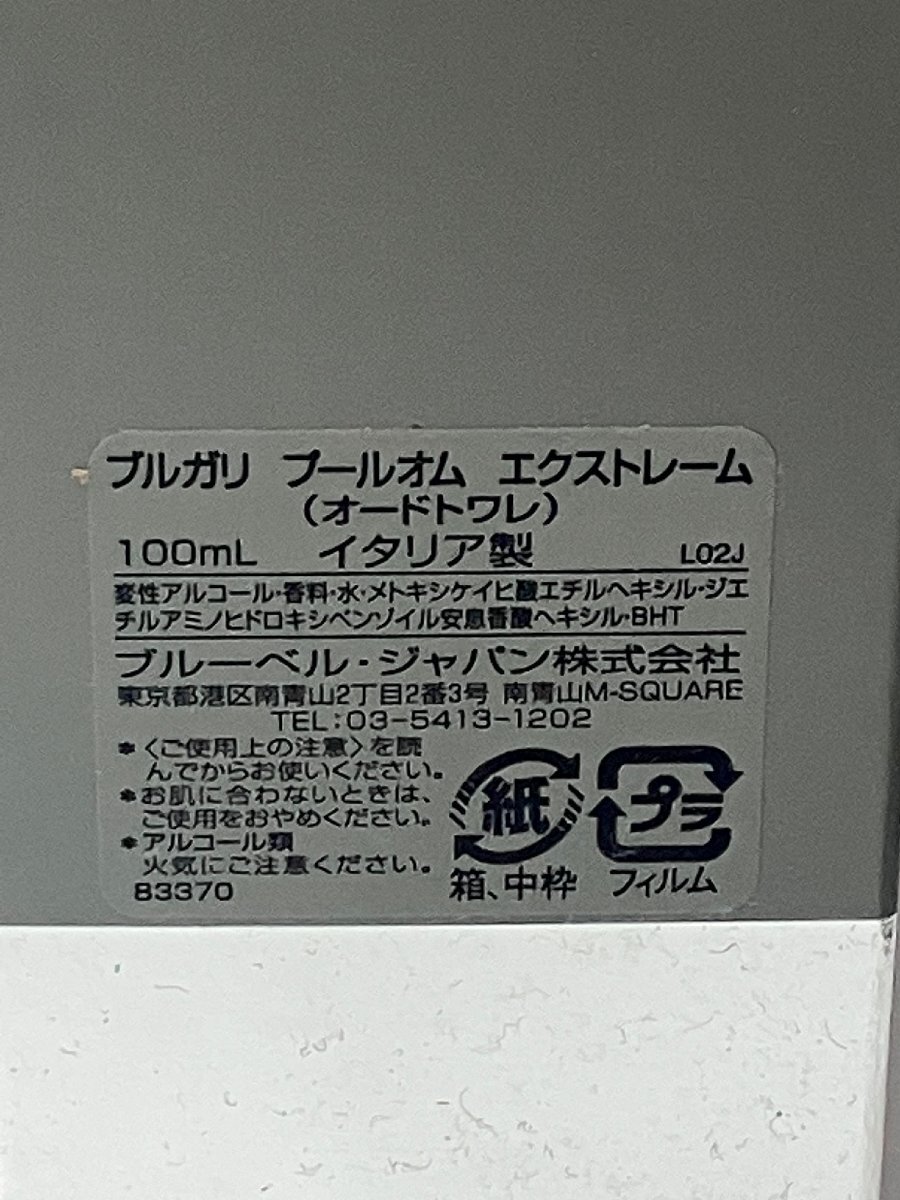 ブルガリ プールオム エクストレーム
(オードトワレ)
100mL イタリア製 L02J
変性アルコール・香料・水・メトキシケイヒ酸エチルヘキシル・ジエ
チルアミノヒドロキシベンゾイル安息香酸ヘキシル・BHT
ブルーベル・ジャパン株式会社
東京都港区南青山2丁目2番3号 南青山M-SQUARE
TEL:03-5413-1202
*〈ご使用上の注意〉を読
んでからお使いください。
*お肌に合わないときは、
ご使用をおやめください。
*アルコール類
火気にご注意ください。
83370
紙
箱、中枠
プラ
フィルム